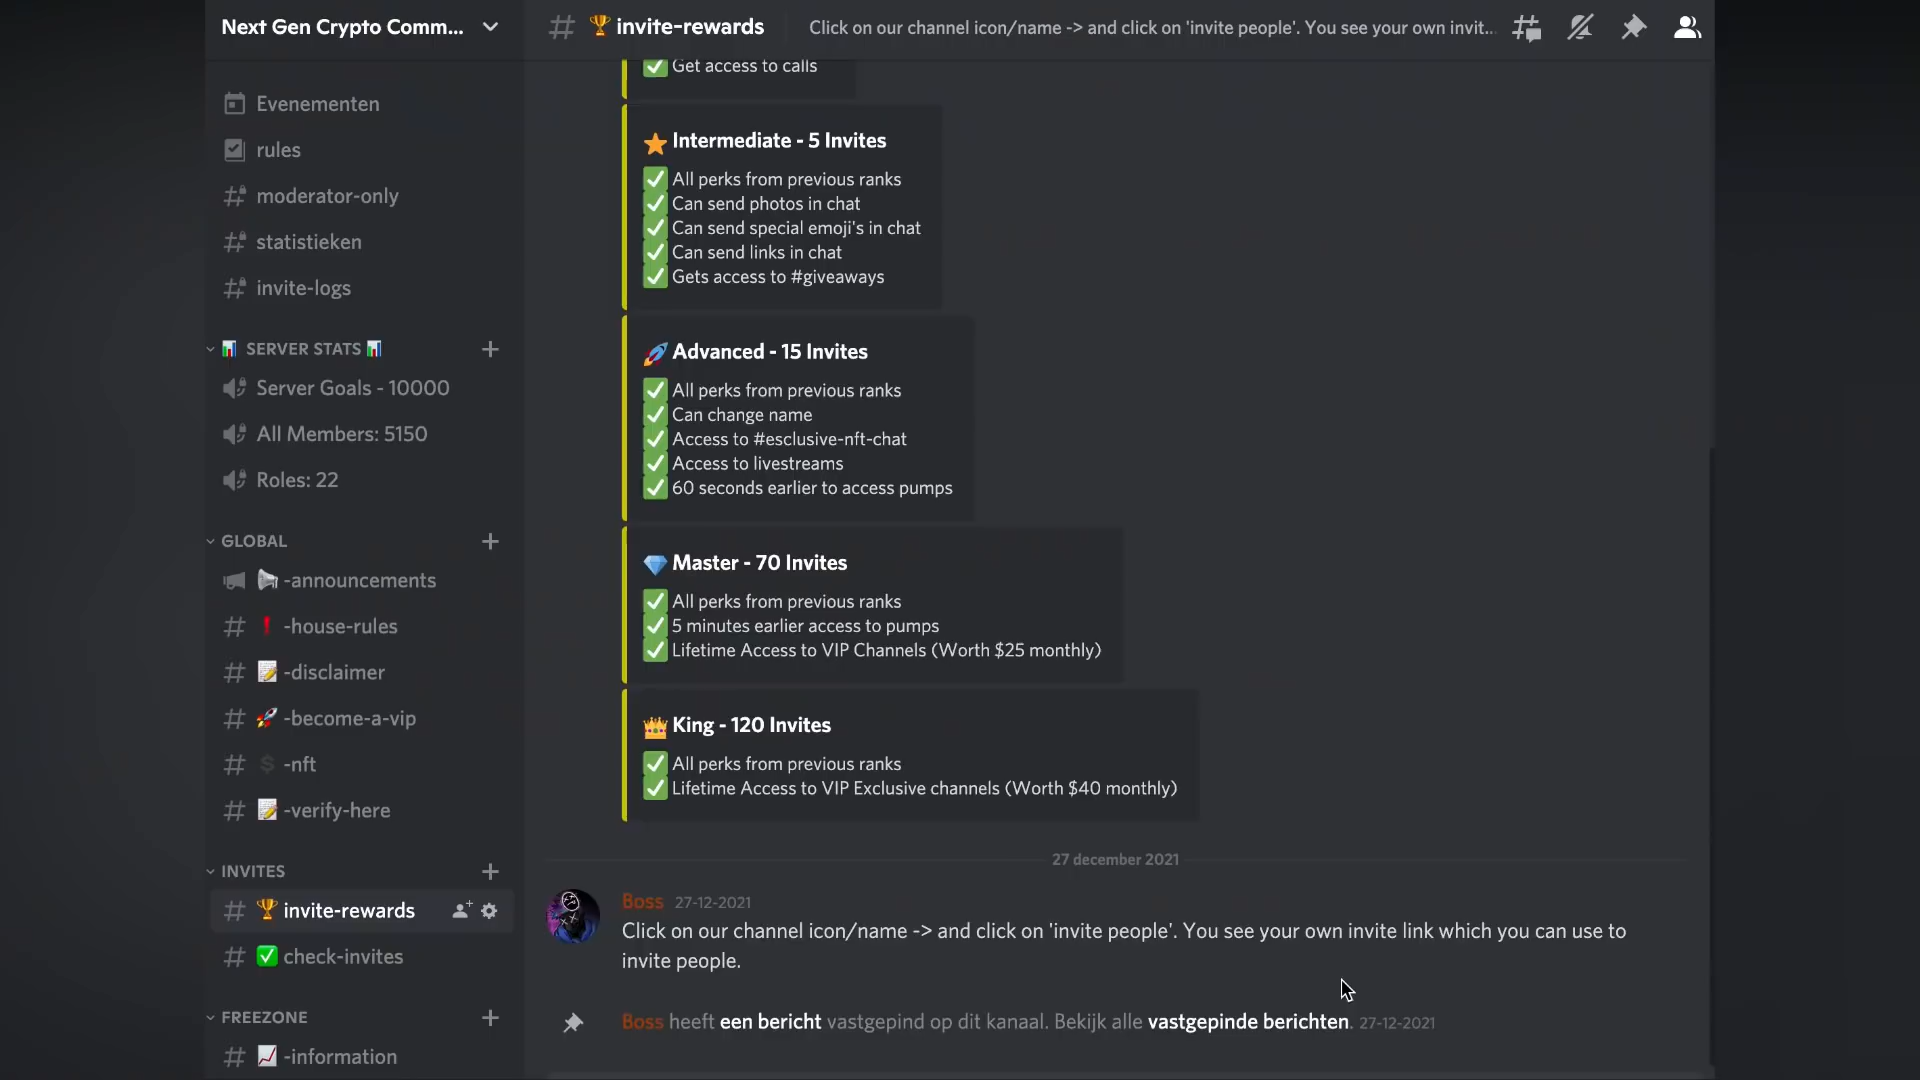 Next Gen Crypto Comm...
Evenementen
rules
moderator-only
statistieken
invite-logs
SERVER STATS
Server Goals - 10000
All Members: 5150
Roles: 22
GLOBAL
-announcements
-house-rules
-disclaimer
-become-a-vip
-nft
-verify-here
INVITES
invite-rewards
check-invites
FREEZONE
-information
invite-rewards
Click on our channel icon/name -> and click on 'invite people'. You see your own invit...
Get access to calls
Intermediate - 5 Invites
All perks from previous ranks
Can send photos in chat
Can send special emoji's in chat
Can send links in chat
Gets access to #giveaways
Advanced - 15 Invites
All perks from previous ranks
Can change name
Access to #esclusive-nft-chat
Access to livestreams
60 seconds earlier to access pumps
Master - 70 Invites
All perks from previous ranks
5 minutes earlier access to pumps
Lifetime Access to VIP Channels (Worth $25 monthly)
King - 120 Invites
All perks from previous ranks
Lifetime Access to VIP Exclusive channels (Worth $40 monthly)
27 december 2021
Boss 27-12-2021
Click on our channel icon/name -> and click on 'invite people'. You see your own invite link which you can use to
invite people.
Boss heeft een bericht vastgepind op dit kanaal. Bekijk alle vastgepinde berichten. 27-12-2021